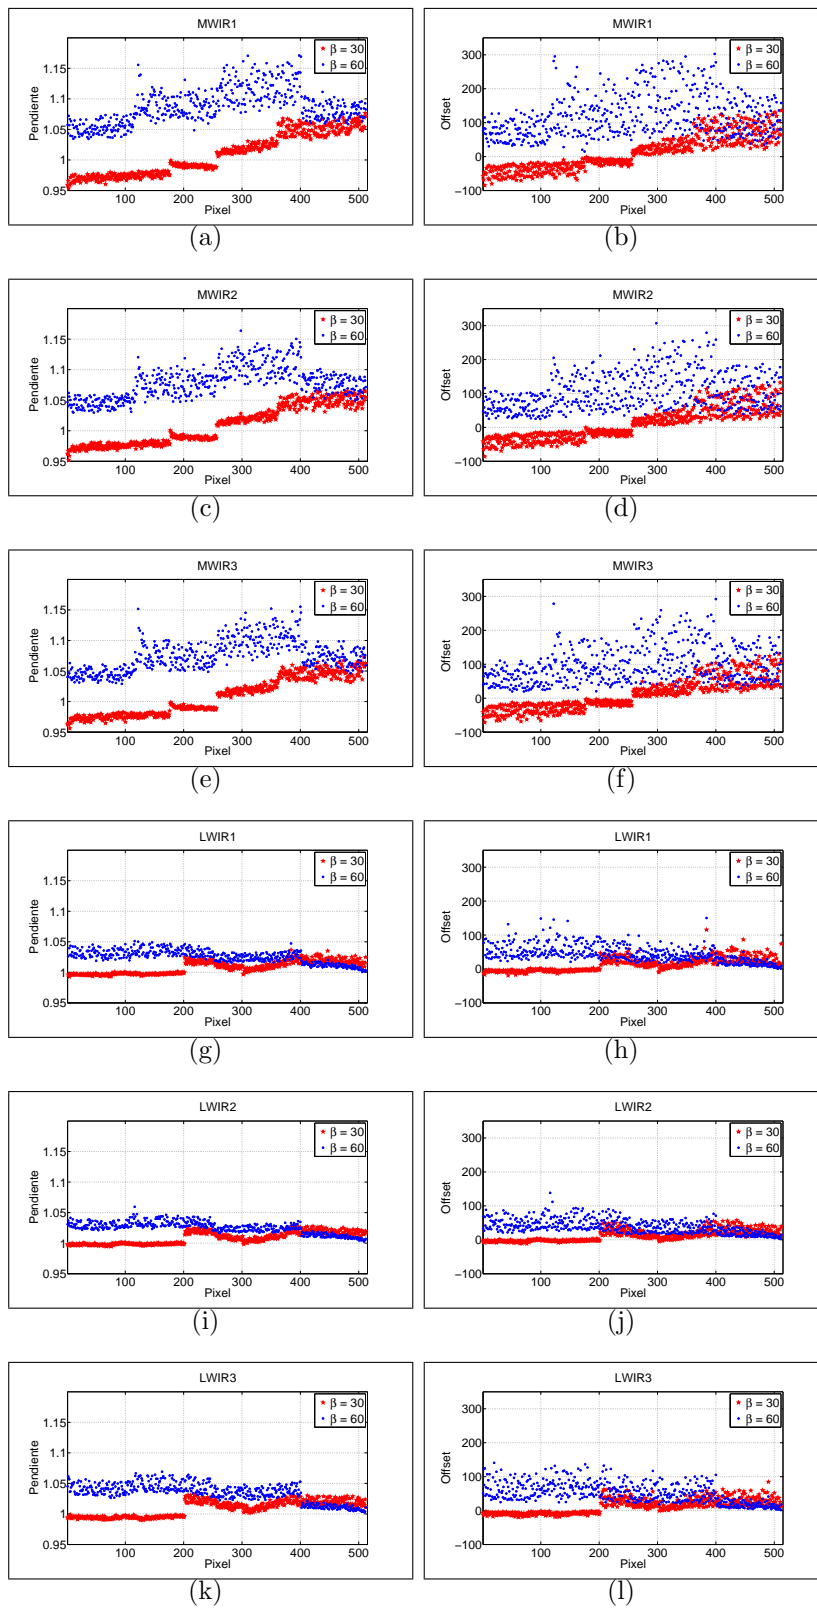 MWIR1
Pendiente
1.15
1.1
1.05
1
0.95
100 200 300 400 500
Pixel
β = 30
β = 60
(a)
MWIR1
Offset
300
200
100
0
−100
100 200 300 400 500
Pixel
β = 30
β = 60
(b)
MWIR2
Pendiente
1.15
1.1
1.05
1
0.95
100 200 300 400 500
Pixel
β = 30
β = 60
(c)
MWIR2
Offset
300
200
100
0
−100
100 200 300 400 500
Pixel
β = 30
β = 60
(d)
MWIR3
Pendiente
1.15
1.1
1.05
1
0.95
100 200 300 400 500
Pixel
β = 30
β = 60
(e)
MWIR3
Offset
300
200
100
0
−100
100 200 300 400 500
Pixel
β = 30
β = 60
(f)
LWIR1
Pendiente
1.15
1.1
1.05
1
0.95
100 200 300 400 500
Pixel
β = 30
β = 60
(g)
LWIR1
Offset
300
200
100
0
−100
100 200 300 400 500
Pixel
β = 30
β = 60
(h)
LWIR2
Pendiente
1.15
1.1
1.05
1
0.95
100 200 300 400 500
Pixel
β = 30
β = 60
(i)
LWIR2
Offset
300
200
100
0
−100
100 200 300 400 500
Pixel
β = 30
β = 60
(j)
LWIR3
Pendiente
1.15
1.1
1.05
1
0.95
100 200 300 400 500
Pixel
β = 30
β = 60
(k)
LWIR3
Offset
300
200
100
0
−100
100 200 300 400 500
Pixel
β = 30
β = 60
(l)